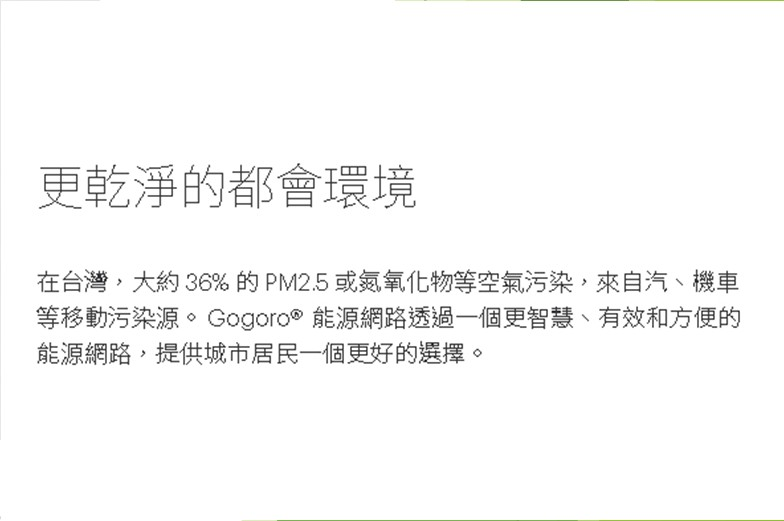 更乾淨的都會環境
在台灣，大約 36% 的 PM2.5 或氮氧化物等空氣污染，來自汽、機車
等移動污染源。Gogoro® 能源網路透過一個更智慧、有效和方便的
能源網路，提供城市居民一個更好的選擇。